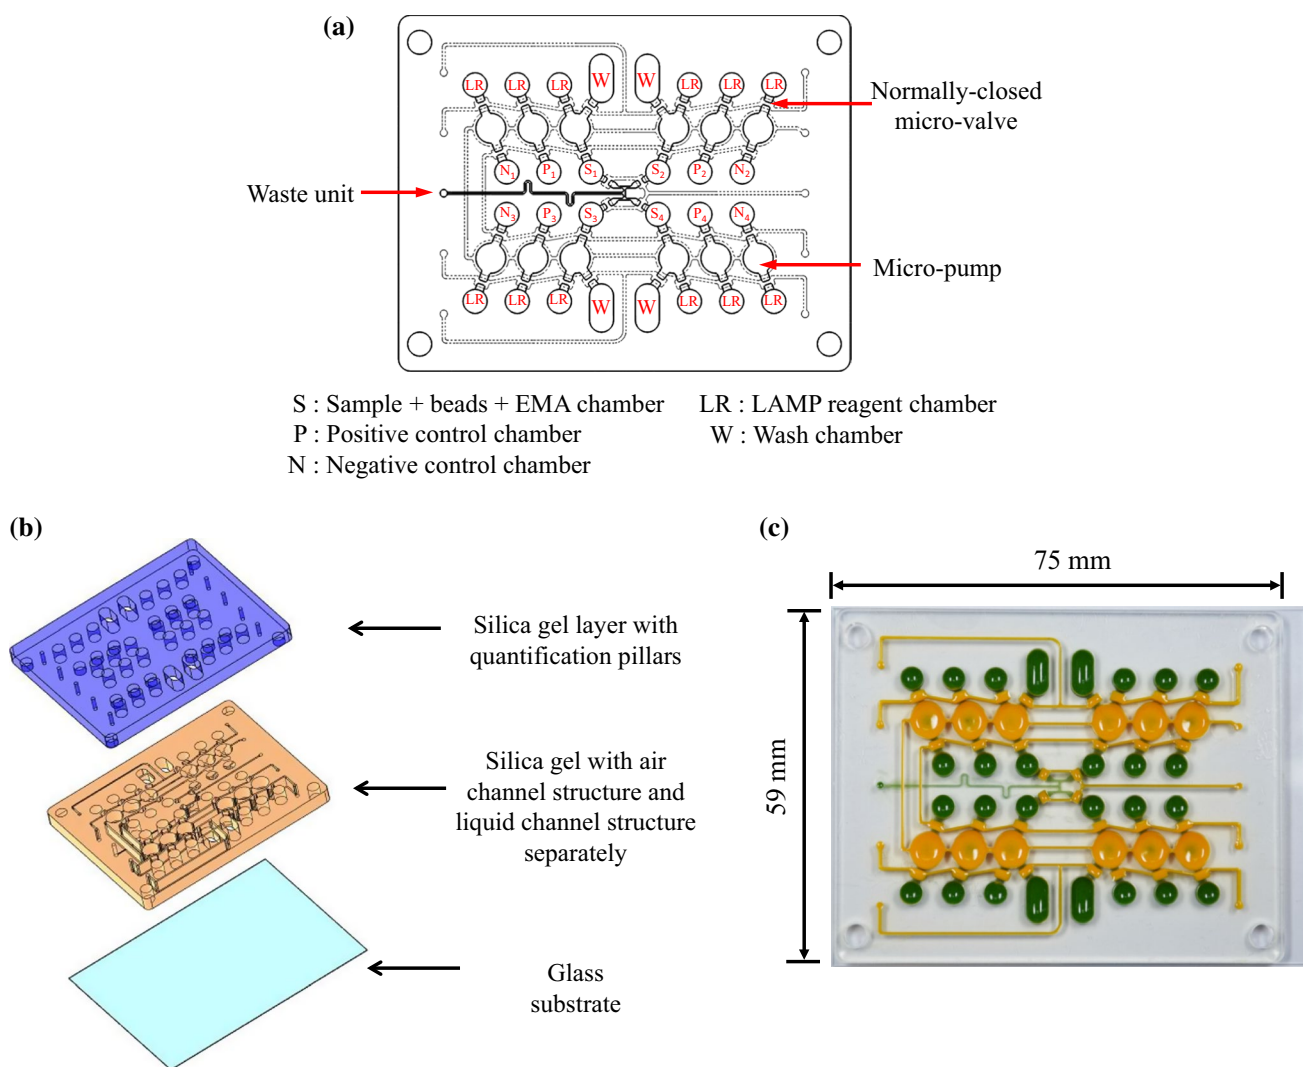 (a)
LR LR LR W W LR LR LR
Normally-closed
micro-valve
N1 P1 S1 S2 P2 N2
Waste unit
N3 P3 S3 S4 P4 N4
Micro-pump
LR LR LR W W LR LR LR
S : Sample + beads + EMA chamber
LR : LAMP reagent chamber
P : Positive control chamber
W : Wash chamber
N : Negative control chamber
(b)
Silica gel layer with
quantification pillars
Silica gel with air
channel structure and
liquid channel structure
separately
Glass
substrate
(c)
75 mm
59 mm